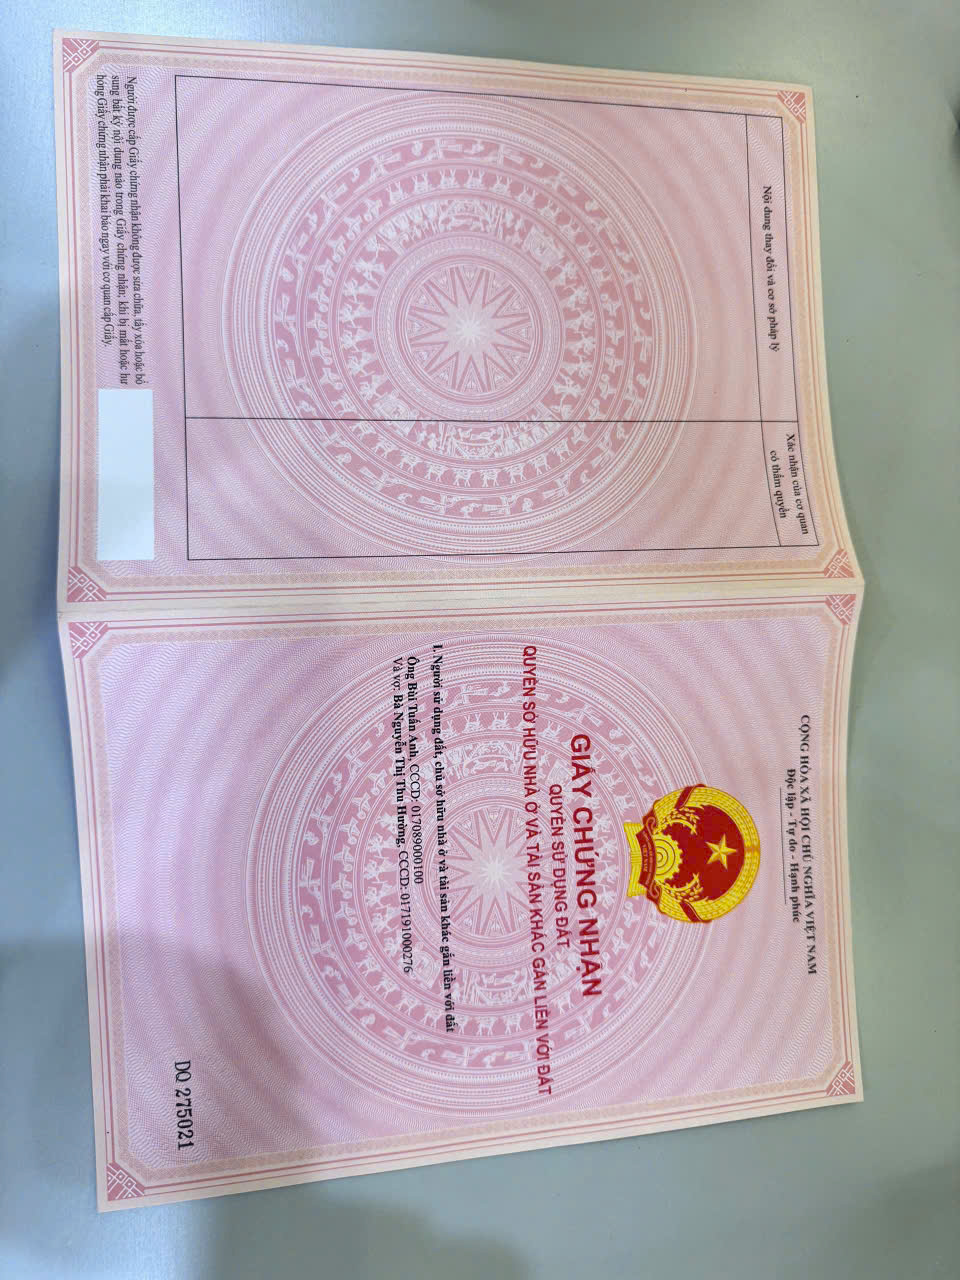 CỘNG HÒA XÃ HỘI CHỦ NGHĨA VIỆT NAM
Độc lập - Tự do - Hạnh phúc
GIẤY CHỨNG NHẬN
QUYỀN SỬ DỤNG ĐẤT
QUYỀN SỞ HỮU NHÀ Ở VÀ TÀI SẢN KHÁC GẮN LIỀN VỚI ĐẤT
I. Người sử dụng đất, chủ sở hữu nhà ở và tài sản khác gắn liền với đất
Ông Bùi Tuấn Anh, CCCD: 017089000100
Và vợ: Bà Nguyễn Thị Thu Hường, CCCD: 017191000276
DQ 275021
Nội dung thay đổi và cơ sở pháp lý
Xác nhận của cơ quan
có thẩm quyền
Người được cấp Giấy chứng nhận không được sửa chữa, tẩy xóa hoặc bổ
sung bất kỳ nội dung nào trong Giấy chứng nhận; khi bị mất hoặc hư
hỏng Giấy chứng nhận phải khai báo ngay với cơ quan cấp Giấy.